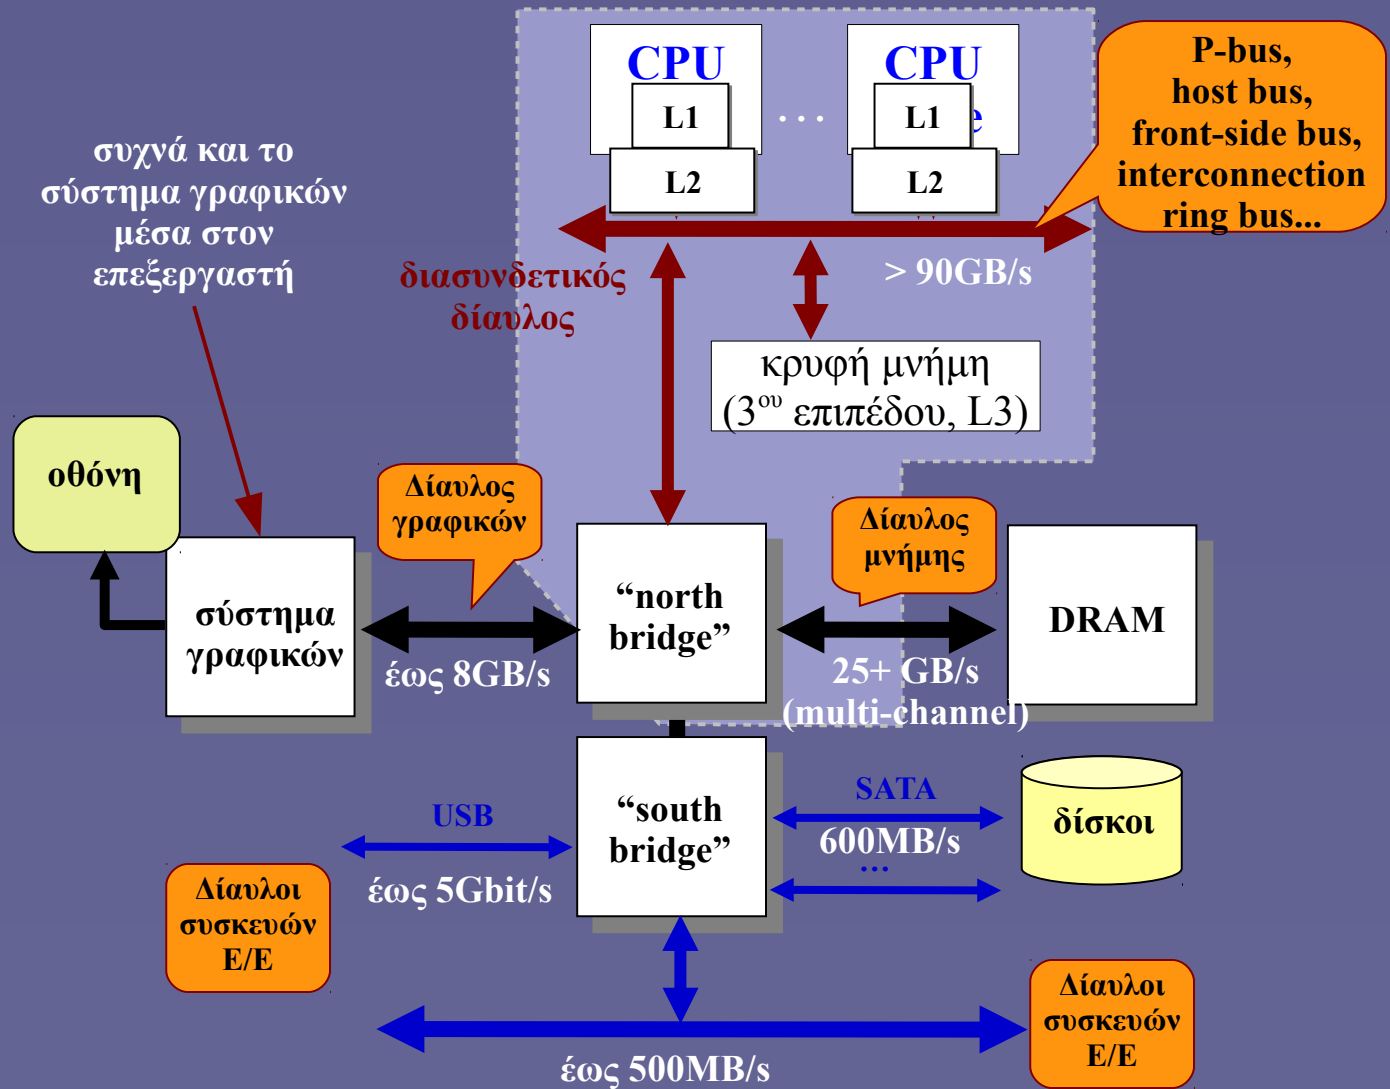 CPU
L1
L2
...
CPU
L1
L2
P-bus,
host bus,
front-side bus,
interconnection
ring bus...
συχνά και το
σύστημα γραφικών
μέσα στον
επεξεργαστή
διασυνδετικός
δίαυλος
> 90GB/s
κρυφή μνήμη
(3ου επιπέδου, L3)
οθόνη
Δίαυλος
γραφικών
Δίαυλος
μνήμης
σύστημα
γραφικών
έως 8GB/s
“north
bridge”
25+ GB/s
(multi-channel)
DRAM
USB
έως 5Gbit/s
“south
bridge”
SATA
600MB/s
...
δίσκοι
Δίαυλοι
συσκευών
Ε/Ε
Δίαυλοι
συσκευών
Ε/Ε
έως 500MB/s